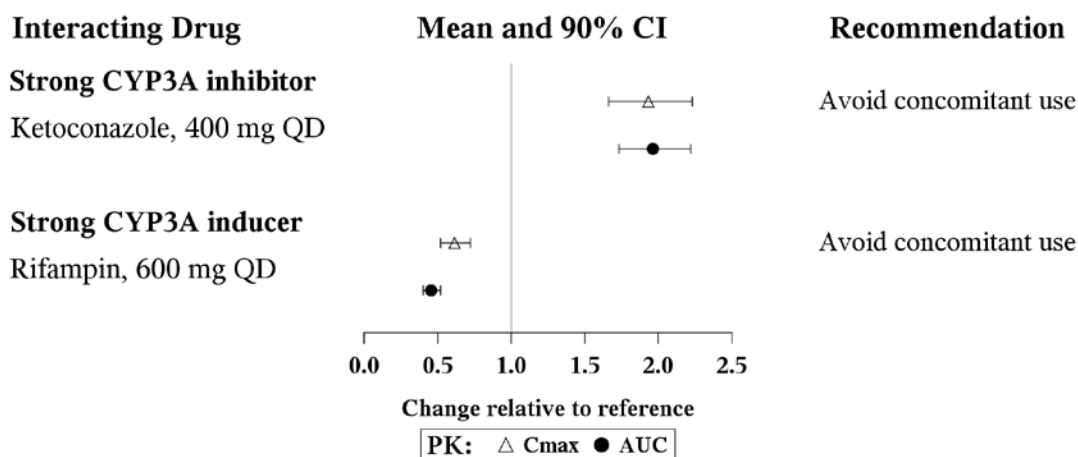 Interacting Drug Mean and 90% CI Recommendation
Strong CYP3A inhibitor
Ketoconazole, 400 mg QD
Avoid concomitant use
Strong CYP3A inducer
Rifampin, 600 mg QD
Avoid concomitant use
0.0 0.5 1.0 1.5 2.0 2.5
Change relative to reference
PK: △ Cmax ● AUC